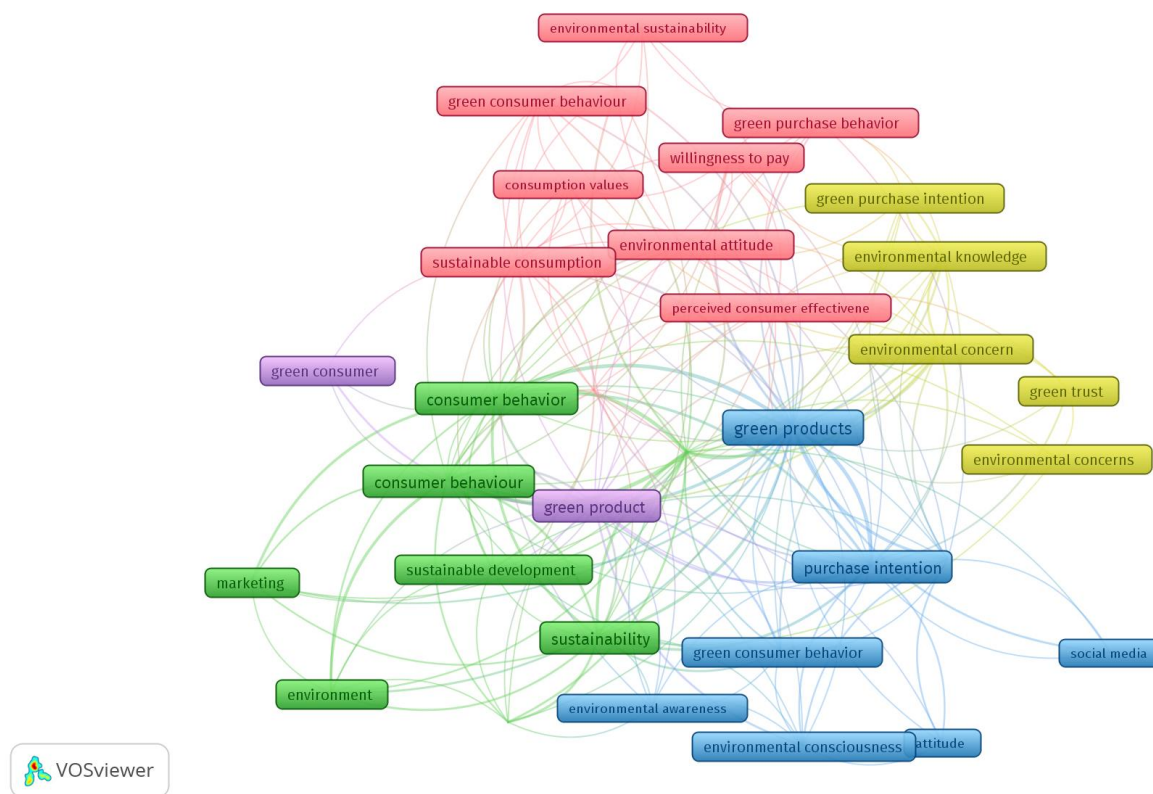 environmental sustainability
green consumer behaviour
green purchase behavior
willingness to pay
consumption values
green purchase intention
environmental attitude
sustainable consumption
environmental knowledge
perceived consumer effectivene
environmental concern
green consumer
green trust
consumer behavior
green products
environmental concerns
consumer behaviour
green product
purchase intention
sustainable development
marketing
sustainability
green consumer behavior
social media
environment
environmental awareness
environmental consciousness
attitude
VOSviewer